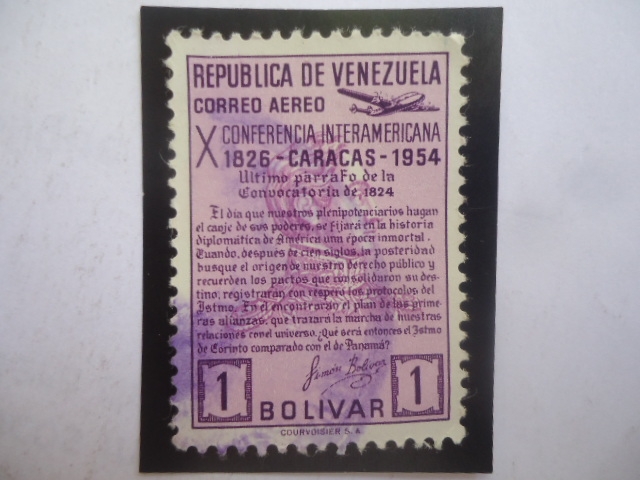 REPUBLICA DE VENEZUELA
CORREO AEREO
X CONFERENCIA INTERAMERICANA
1826 - CARACAS - 1954
Ultimo parraFo de la
Convocatoria de, 1824
El día que nuestros plenipotenciarios hagan
el canje de sus poderes, se fijará en la historia
diplomática de América una época inmortal.
Cuando, después de cien siglos, la posteridad
busque el origen de nuestro derecho público y
recuerden los pactos que consolidaron su des-
tino, registrarán con respeto los protocolos del
Istmo. En el encontrarán el plan de las prime-
ras alianzas, que trazara la marcha de nuestras
relaciones con el universo. ¿Qué será entonces el Istmo
de Corinto comparado con el de Panamá?
Simón Bolívar
1 BOLIVAR 1
COURVOISIER S. A.